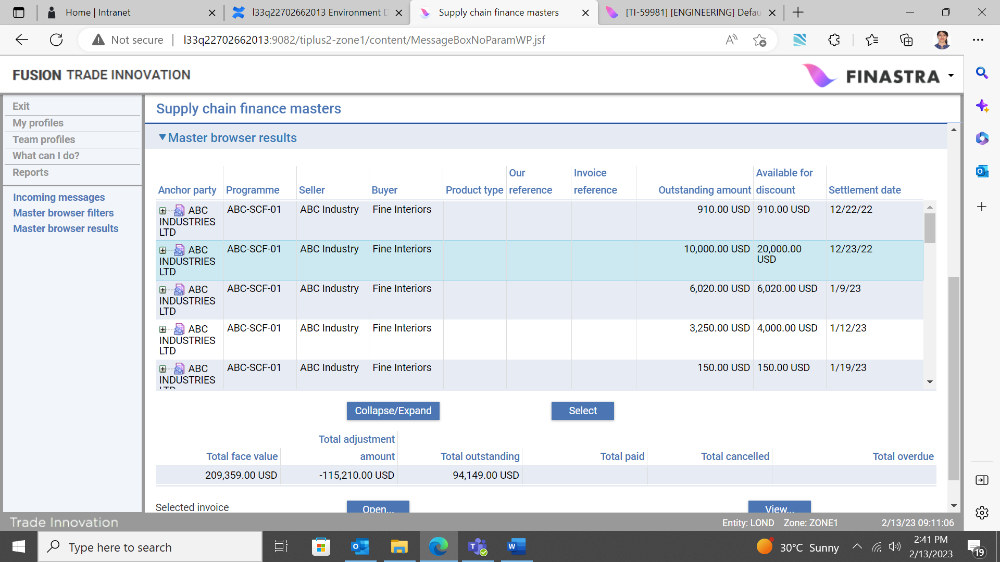 Home | Intranet
l33q22702662013 Environment D
Supply chain finance masters
[TI-59981] [ENGINEERING] Defau
Not secure
l33q22702662013:9082/tiplus2-zone1/content/MessageBoxNoParamWP.jsf
FUSION TRADE INNOVATION
FINASTRA
Exit
My profiles
Team profiles
What can I do?
Reports
Incoming messages
Master browser filters
Master browser results
Supply chain finance masters
Master browser results
Anchor party Programme Seller Buyer Product type Our reference Invoice reference Outstanding amount Available for discount Settlement date
ABC INDUSTRIES LTD ABC-SCF-01 ABC Industry Fine Interiors 910.00 USD 910.00 USD 12/22/22
ABC INDUSTRIES LTD ABC-SCF-01 ABC Industry Fine Interiors 10,000.00 USD 20,000.00 USD 12/23/22
ABC INDUSTRIES LTD ABC-SCF-01 ABC Industry Fine Interiors 6,020.00 USD 6,020.00 USD 1/9/23
ABC INDUSTRIES LTD ABC-SCF-01 ABC Industry Fine Interiors 3,250.00 USD 4,000.00 USD 1/12/23
ABC INDUSTRIES LTD ABC-SCF-01 ABC Industry Fine Interiors 150.00 USD 150.00 USD 1/19/23
Collapse/Expand
Select
Total face value Total adjustment amount Total outstanding Total paid Total cancelled Total overdue
209,359.00 USD -115,210.00 USD 94,149.00 USD
Selected invoice
Open...
View...
Trade Innovation
Entity: LOND Zone: ZONE1 2/13/23 09:11:06
Type here to search
30°C Sunny
2:41 PM
2/13/2023
19